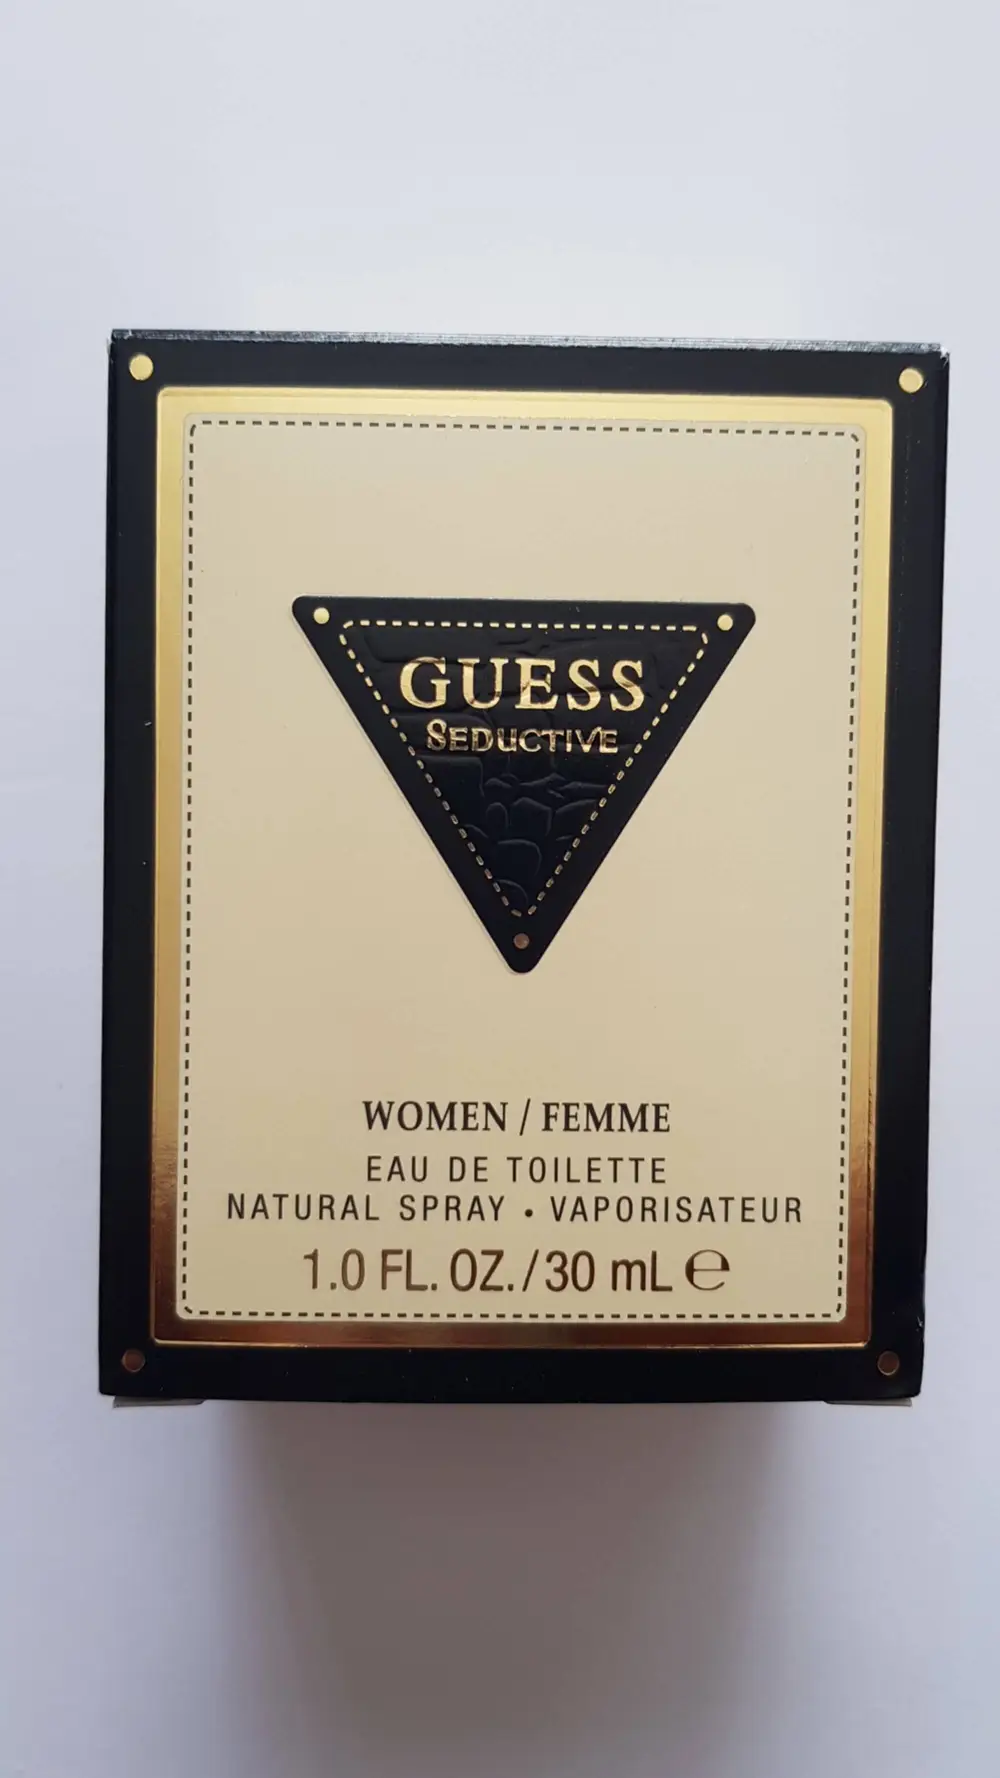 GUESS
SEDUCTIVE
WOMEN / FEMME
EAU DE TOILETTE
NATURAL SPRAY • VAPORISATEUR
1.0 FL. OZ. / 30 mL ℮